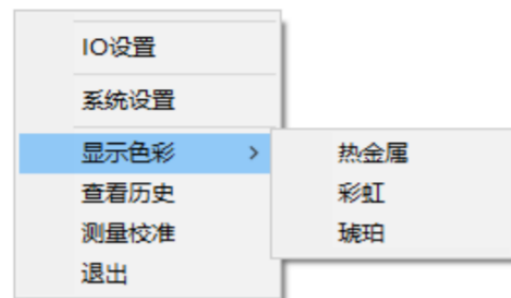 IO设置
系统设置
显示色彩 >
查看历史
测量校准
退出
热金属
彩虹
琥珀